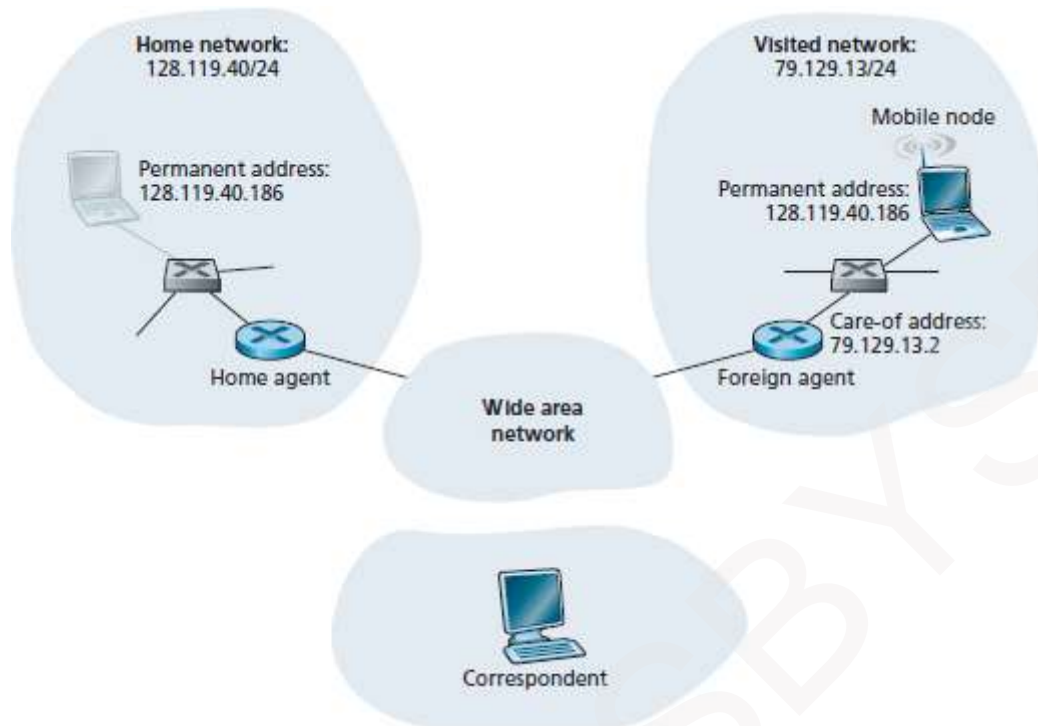 Home network:
128.119.40/24
Visited network:
79.129.13/24
Mobile node
Permanent address:
128.119.40.186
Permanent address:
128.119.40.186
Care-of address:
79.129.13.2
Home agent
Foreign agent
Wide area
network
Correspondent